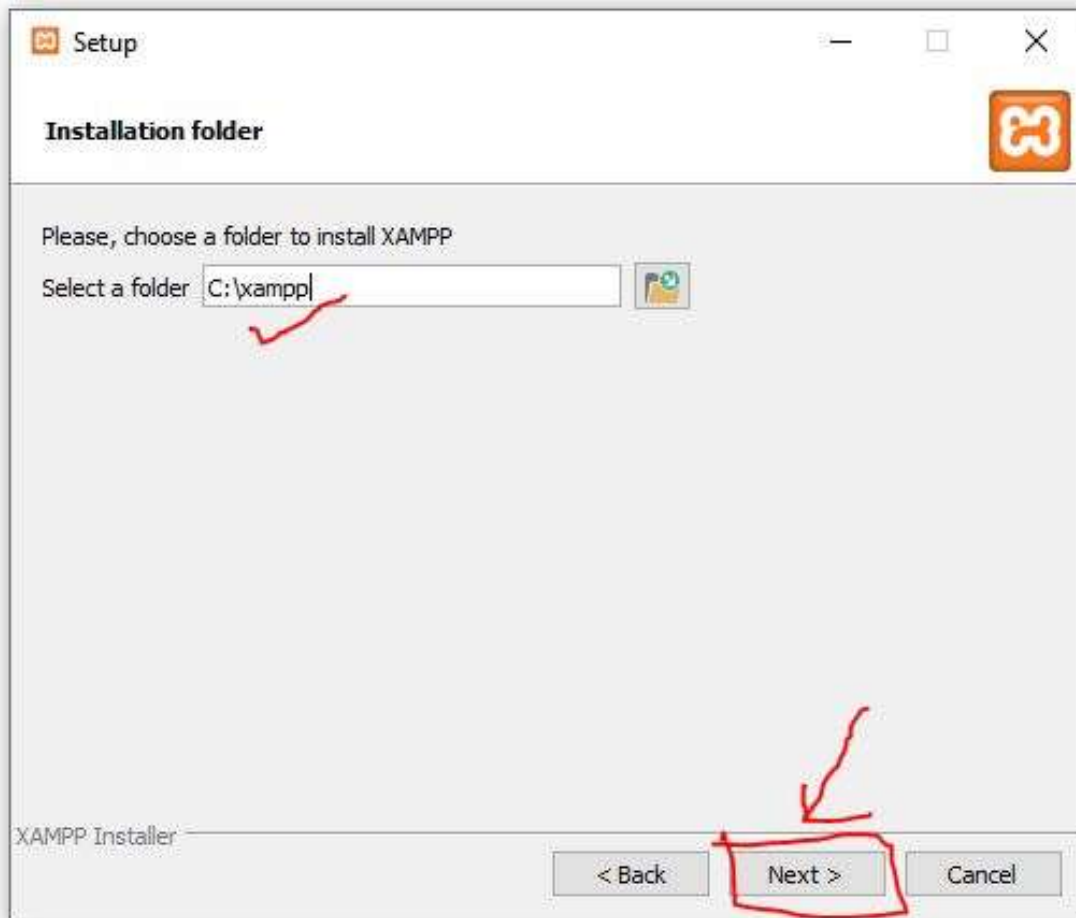 Setup
Installation folder
Please, choose a folder to install XAMPP
Select a folder C:\xampp
XAMPP Installer
< Back Next > Cancel